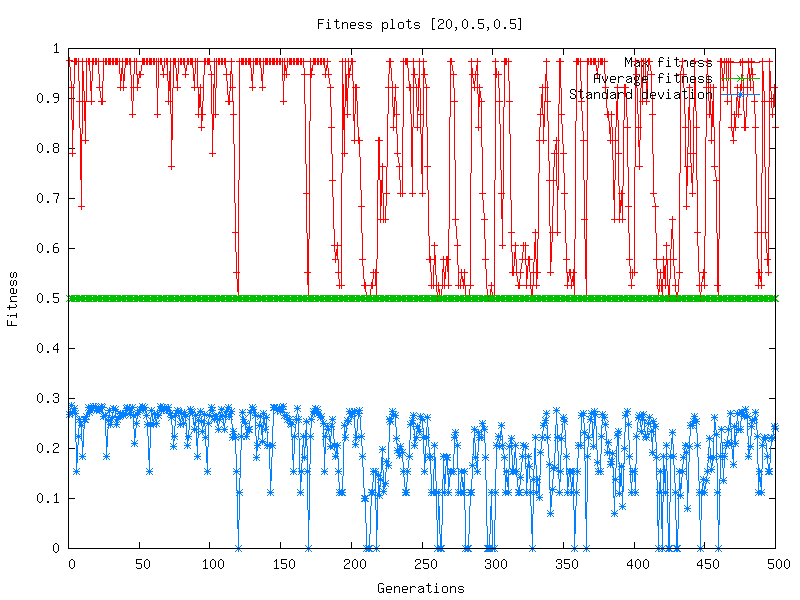 Fitness plots [20,0.5,0.5]
1
0.9
0.8
0.7
0.6
0.5
0.4
0.3
0.2
0.1
0
Fitness
Max fitness
Average fitness
Standard deviation
0 50 100 150 200 250 300 350 400 450 500
Generations